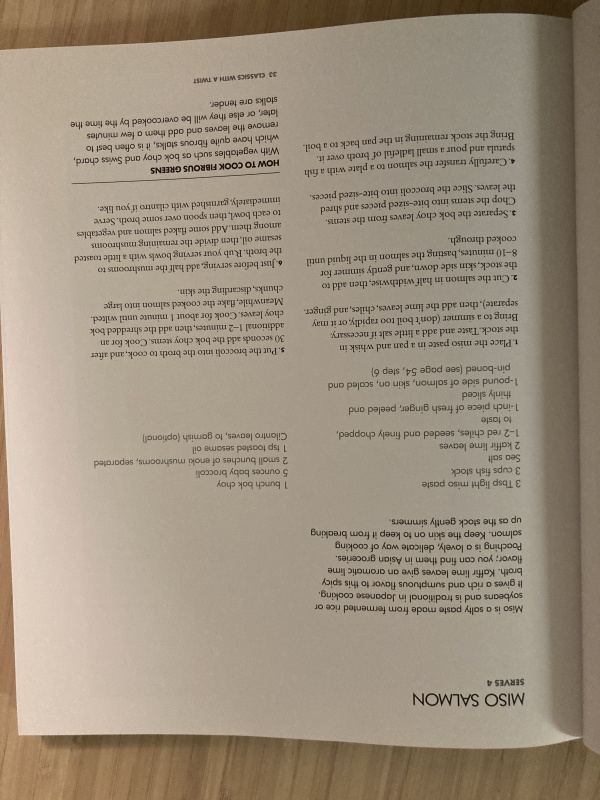 MISO SALMON
SERVES 4
Miso is a salty paste made from fermented rice or
soybeans and is traditional in Japanese cooking.
It gives a rich and sumptuous flavor to this spicy
broth. Kaffir lime leaves give an aromatic lime
flavor; you can find them in Asian groceries.
Poaching is a lovely, delicate way of cooking
salmon. Keep the skin on to keep it from breaking
up as the stock gently simmers.
3 Tbsp light miso paste
3 cups fish stock
Sea salt
2 kaffir lime leaves
1–2 red chiles, seeded and finely chopped,
to taste
1-inch piece of fresh ginger, peeled and
thinly sliced
1-pound side of salmon, skin on, scaled and
pin-boned (see page 54, step 6)
1 bunch bok choy
5 ounces baby broccoli
2 small bunches of enoki mushrooms, separated
1 tsp toasted sesame oil
Cilantro leaves, to garnish (optional)
1. Place the miso paste in a pan and whisk in
the stock. Taste and add a little salt if necessary.
Bring to a simmer (don't boil too rapidly, or it may
separate), then add the lime leaves, chiles, and ginger.
2. Cut the salmon in half widthwise, then add to
the stock, skin side down, and gently simmer for
8–10 minutes, basting the salmon in the liquid until
cooked through.
3. Separate the bok choy leaves from the stems.
Chop the stems into bite-sized pieces and shred
the leaves. Slice the broccoli into bite-sized pieces.
4. Carefully transfer the salmon to a plate with a fish
spatula and pour a small ladleful of broth over it.
Bring the stock remaining in the pan back to a boil.
5. Put the broccoli into the broth to cook, and after
30 seconds add the bok choy stems. Cook for an
additional 1–2 minutes, then add the shredded bok
choy leaves. Cook for about 1 minute until wilted.
Meanwhile, flake the cooked salmon into large
chunks, discarding the skin.
6. Just before serving, add half the mushrooms to
the broth. Rub your serving bowls with a little toasted
sesame oil, then divide the remaining mushrooms
among them. Add some flaked salmon and vegetables
to each bowl, then spoon over some broth. Serve
immediately, garnished with cilantro if you like.
HOW TO COOK FIBROUS GREENS
With vegetables such as bok choy and Swiss chard,
which have quite fibrous stalks, it is often best to
remove the leaves and add them a few minutes
later, or else they will be overcooked by the time the
stalks are tender.
33 CLASSICS WITH A TWIST